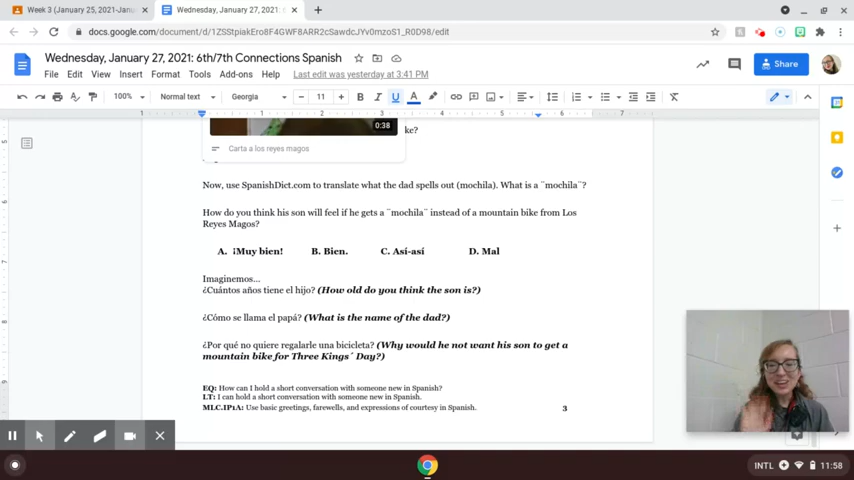 Week 3 (January 25, 2021-Janu
Wednesday, January 27, 2021:
docs.google.com/document/d/1ZSStpiakEro8F4GWF8ARR2cSawdcJYv0mzoS1_R0D98/edit
Wednesday, January 27, 2021: 6th/7th Connections Spanish
File Edit View Insert Format Tools Add-ons Help Last edit was yesterday at 3:41 PM
Share
100% Normal text Georgia 11 B I U A
1 1 2 3 4 5 6 7
0:38
ke?
Carta a los reyes magos
Now, use SpanishDict.com to translate what the dad spells out (mochila). What is a ¨mochila¨?
How do you think his son will feel if he gets a ¨mochila¨ instead of a mountain bike from Los
Reyes Magos?
A. ¡Muy bien! B. Bien. C. Así-así D. Mal
Imaginemos...
¿Cuántos años tiene el hijo? (How old do you think the son is?)
¿Cómo se llama el papá? (What is the name of the dad?)
¿Por qué no quiere regalarle una bicicleta? (Why would he not want his son to get a
mountain bike for Three Kings´ Day?)
EQ: How can I hold a short conversation with someone new in Spanish?
LT: I can hold a short conversation with someone new in Spanish.
MLC.IP1A: Use basic greetings, farewells, and expressions of courtesy in Spanish. 3
INTL 11:58